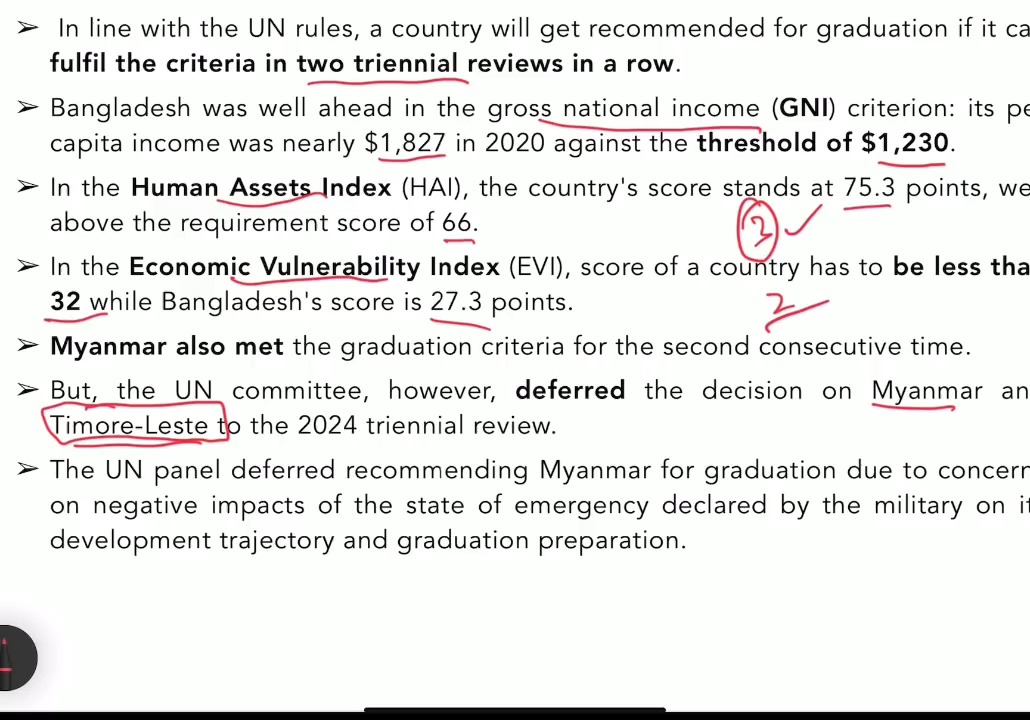 ➢ In line with the UN rules, a country will get recommended for graduation if it ca
fulfil the criteria in two triennial reviews in a row.
➢ Bangladesh was well ahead in the gross national income (GNI) criterion: its pe
capita income was nearly $1,827 in 2020 against the threshold of $1,230.
➢ In the Human Assets Index (HAI), the country's score stands at 75.3 points, we
above the requirement score of 66.
3
➢ In the Economic Vulnerability Index (EVI), score of a country has to be less tha
32 while Bangladesh's score is 27.3 points.
2
➢ Myanmar also met the graduation criteria for the second consecutive time.
➢ But, the UN committee, however, deferred the decision on Myanmar an
Timore-Leste to the 2024 triennial review.
➢ The UN panel deferred recommending Myanmar for graduation due to concern
on negative impacts of the state of emergency declared by the military on it
development trajectory and graduation preparation.